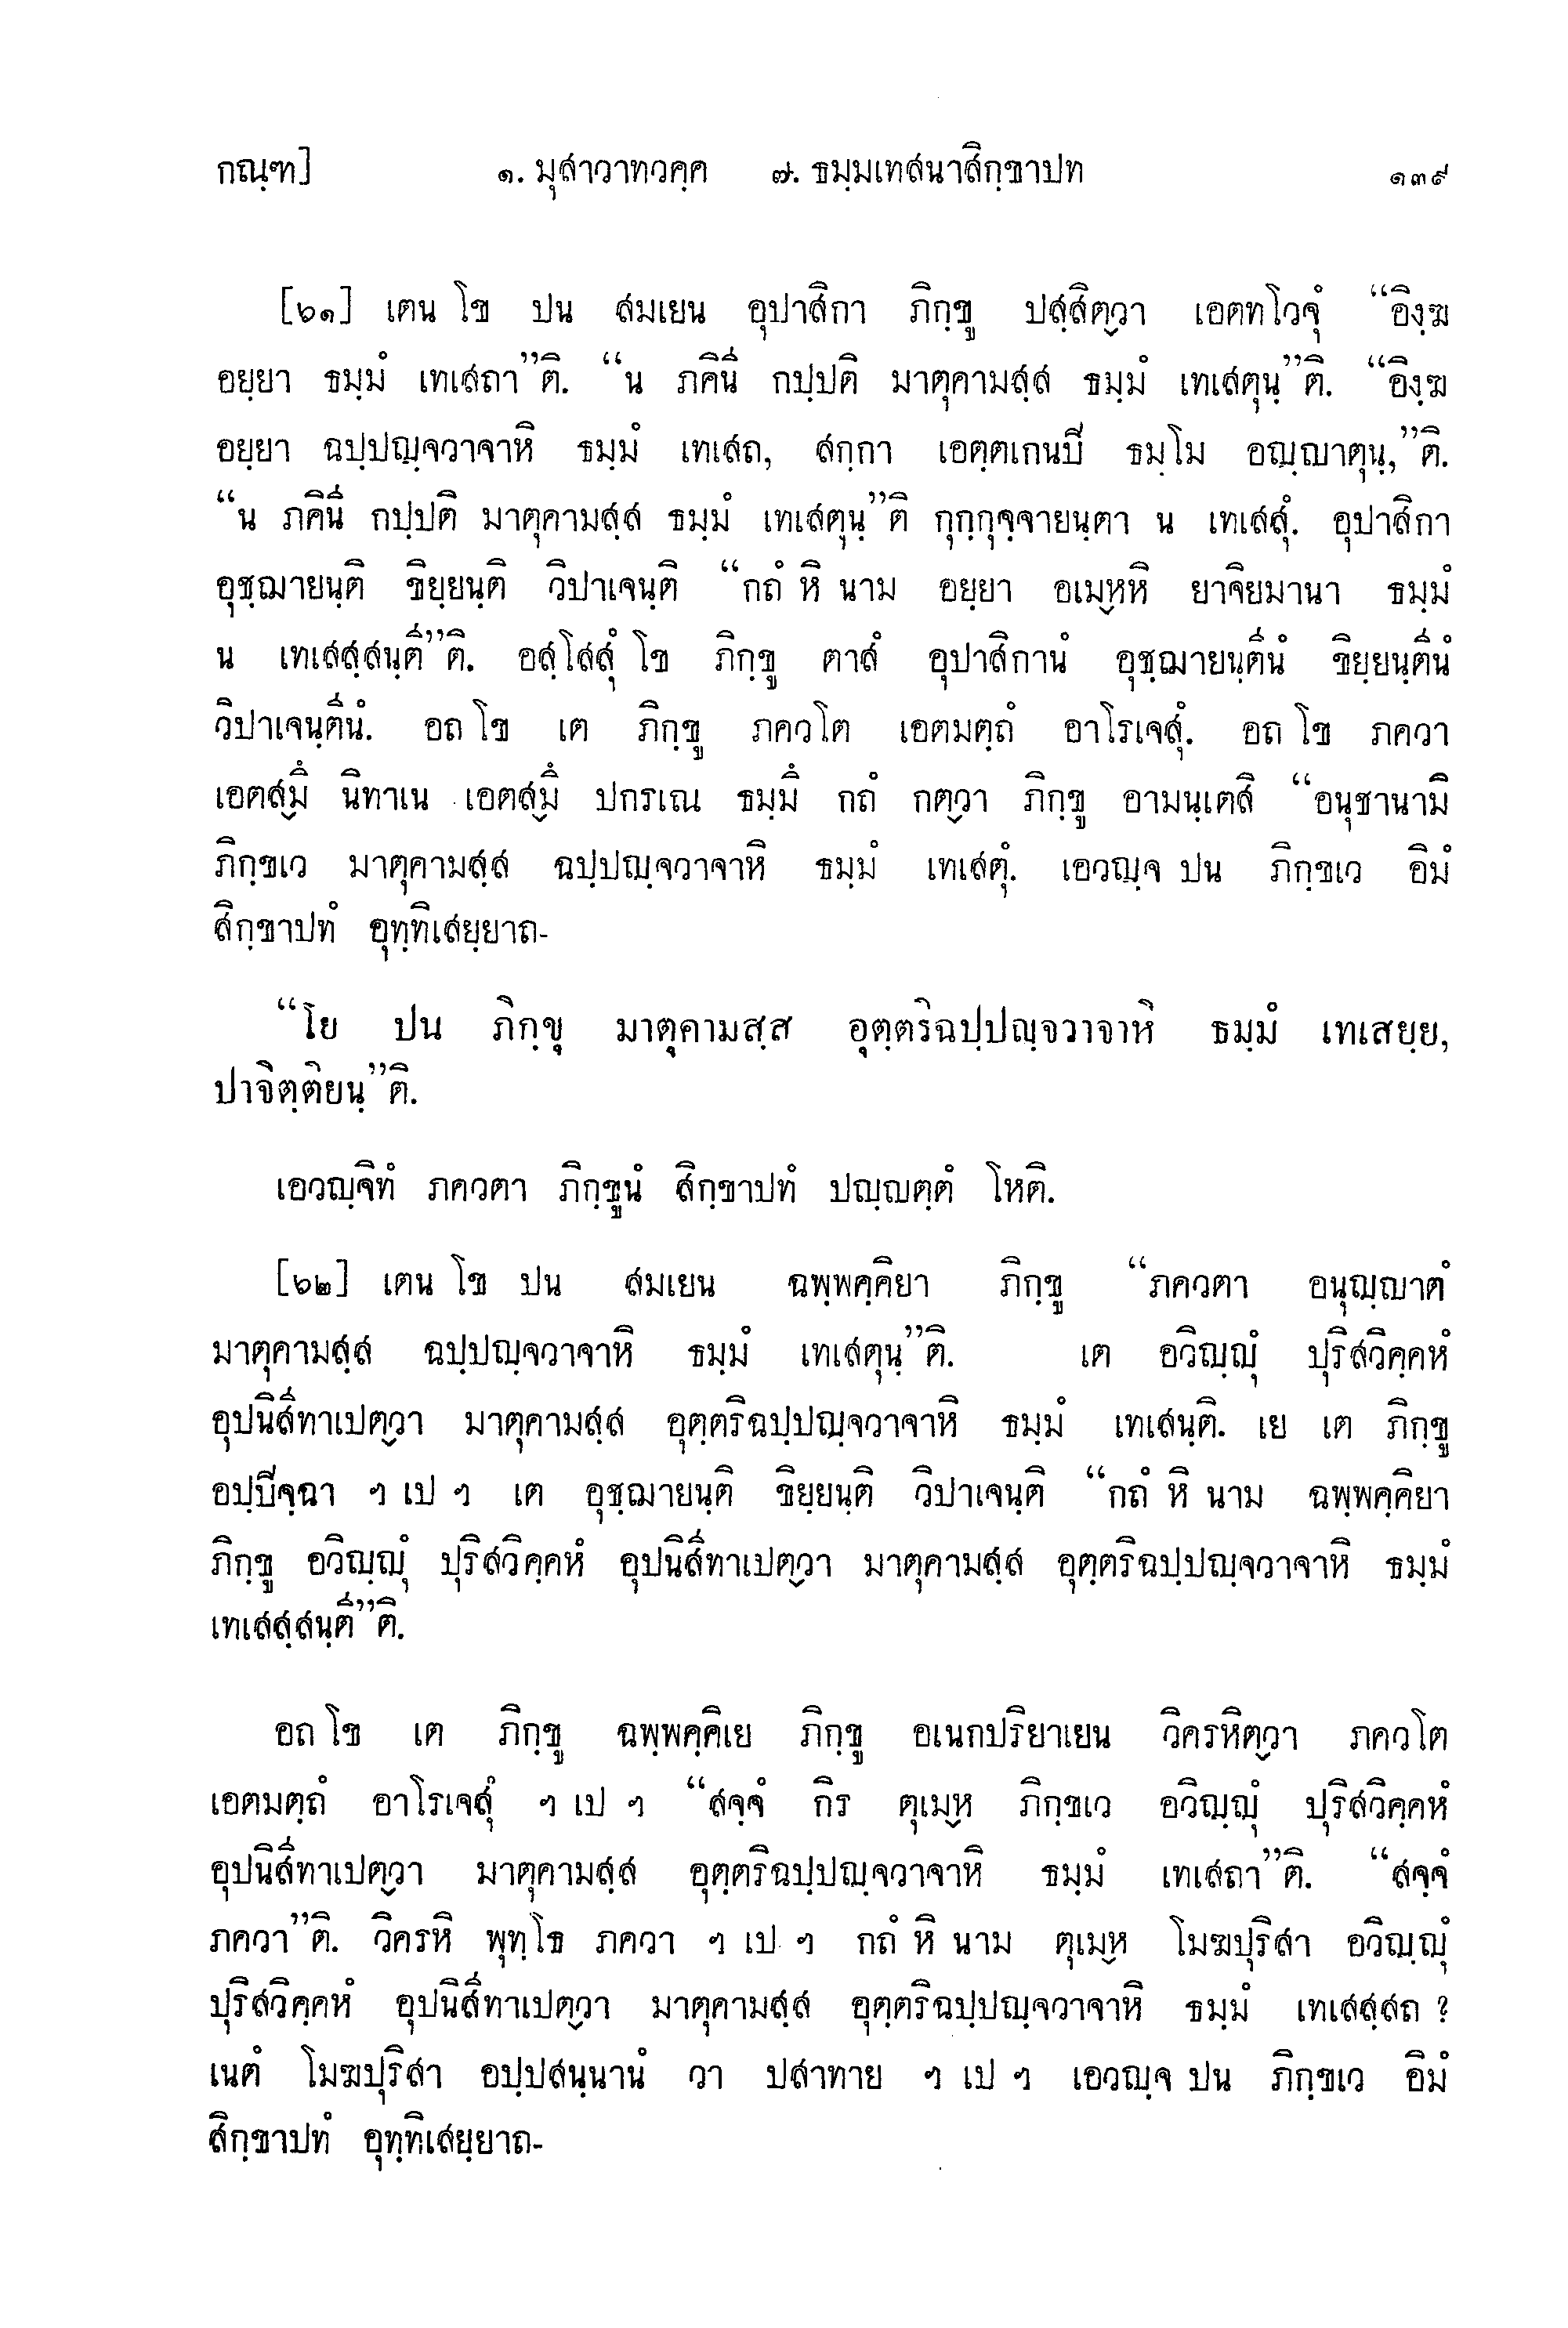 กณฺฑ] ๑. มุสาวาทวคฺค ๗. ธมฺมเทสนาสิกฺขาปท ๑๓๙
[๖๑] เตน โข ปน สมเยน อุปาสิกา ภิกฺขู ปสฺสิตฺวา เอตทโวจุํ “อิงฺฆ
อยฺยา ธมฺมํ เทเสถา”ติ. “น ภคินี กปฺปติ มาตุคามสฺส ธมฺมํ เทเสตุนฺ”ติ. “อิงฺฆ
อยฺยา ฉปฺปญฺจวาจาหิ ธมฺมํ เทเสถ, สกฺกา เอตฺตเกนปิ ธมฺโม อญฺญาตุนฺ,”ติ.
“น ภคินี กปฺปติ มาตุคามสฺส ธมฺมํ เทเสตุนฺ”ติ กุกฺกุจฺจายนฺตา น เทเสสุํ. อุปาสิกา
อุชฺฌายนฺติ ขิยฺยนฺติ วิปาเจนฺติ “กถํ หิ นาม อยฺยา อเมฺหหิ ยาจิยมานา ธมฺมํ
น เทเสสฺสนฺตี”ติ. อสฺโสสุํ โข ภิกฺขู ตาสํ อุปาสิกานํ อุชฺฌายนฺตีนํ ขิยฺยนฺตีนํ
วิปาเจนฺตีนํ. อถ โข เต ภิกฺขู ภควโต เอตมตฺถํ อาโรเจสุํ. อถ โข ภควา
เอตสฺมึ นิทาเน เอตสฺมึ ปกรเณ ธมฺมึ กถํ กตฺวา ภิกฺขู อามนฺเตสิ “อนุชานามิ
ภิกฺขเว มาตุคามสฺส ฉปฺปญฺจวาจาหิ ธมฺมํ เทเสตุํ. เอวญฺจ ปน ภิกฺขเว อิมํ
สิกฺขาปทํ อุทฺทิเสยฺยาถ-
“โย ปน ภิกฺขุ มาตุคามสฺส อุตฺตริฉปฺปญฺจวาจาหิ ธมฺมํ เทเสยฺย,
ปาจิตฺติยนฺ”ติ.
เอวญฺจิทํ ภควตา ภิกฺขูนํ สิกฺขาปทํ ปญฺญตฺตํ โหติ.
[๖๒] เตน โข ปน สมเยน ฉพฺพคฺคิยา ภิกฺขู “ภควตา อนุญฺญาตํ
มาตุคามสฺส ฉปฺปญฺจวาจาหิ ธมฺมํ เทเสตุนฺ”ติ. เต อวิญฺญุํ ปุริสวิคฺคหํ
อุปนิสีทาเปตฺวา มาตุคามสฺส อุตฺตริฉปฺปญฺจวาจาหิ ธมฺมํ เทเสนฺติ. เย เต ภิกฺขู
อปฺปิจฺฉา ฯ เป ฯ เต อุชฺฌายนฺติ ขิยฺยนฺติ วิปาเจนฺติ “กถํ หิ นาม ฉพฺพคฺคิยา
ภิกฺขู อวิญฺญุํ ปุริสวิคฺคหํ อุปนิสีทาเปตฺวา มาตุคามสฺส อุตฺตริฉปฺปญฺจวาจาหิ ธมฺมํ
เทเสสฺสนฺตี”ติ.
อถ โข เต ภิกฺขู ฉพฺพคฺคิเย ภิกฺขู อเนกปริยาเยน วิครหิตฺวา ภควโต
เอตมตฺถํ อาโรเจสุํ ฯ เป ฯ “สจฺจํ กิร ตุเมฺห ภิกฺขเว อวิญฺญุํ ปุริสวิคฺคหํ
อุปนิสีทาเปตฺวา มาตุคามสฺส อุตฺตริฉปฺปญฺจวาจาหิ ธมฺมํ เทเสถา”ติ. “สจฺจํ
ภควา”ติ. วิครหิ พุทฺโธ ภควา ฯ เป ฯ กถํ หิ นาม ตุเมฺห โมฆปุริสา อวิญฺญุํ
ปุริสวิคฺคหํ อุปนิสีทาเปตฺวา มาตุคามสฺส อุตฺตริฉปฺปญฺจวาจาหิ ธมฺมํ เทเสสฺสถ ?
เนตํ โมฆปุริสา อปฺปสนฺนานํ วา ปสาทาย ฯ เป ฯ เอวญฺจ ปน ภิกฺขเว อิมํ
สิกฺขาปทํ อุทฺทิเสยฺยาถ-